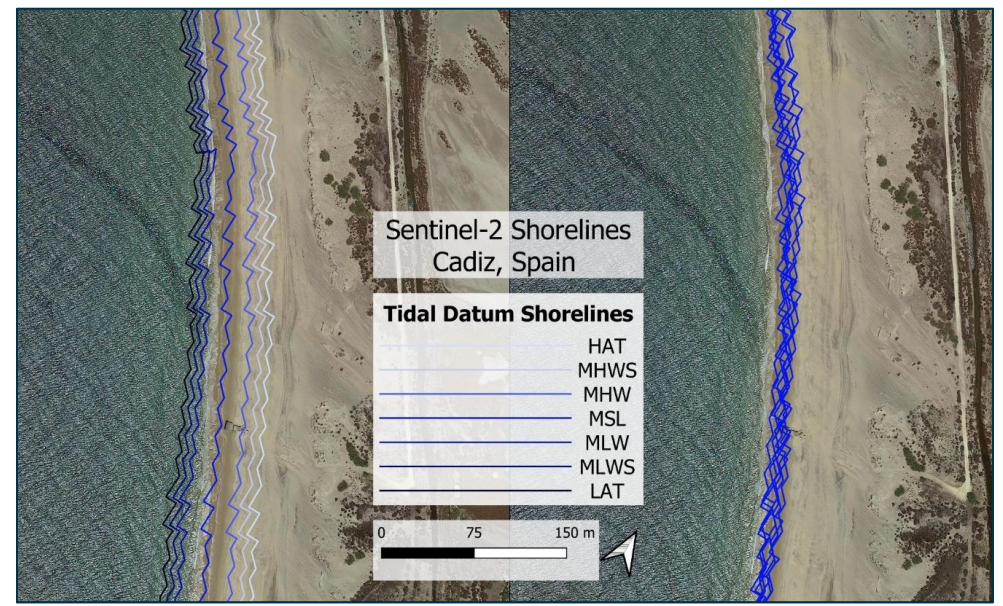 Sentinel-2 Shorelines
Cadiz, Spain
Tidal Datum Shorelines
HAT
MHWS
MHW
MSL
MLW
MLWS
LAT
0 75 150 m